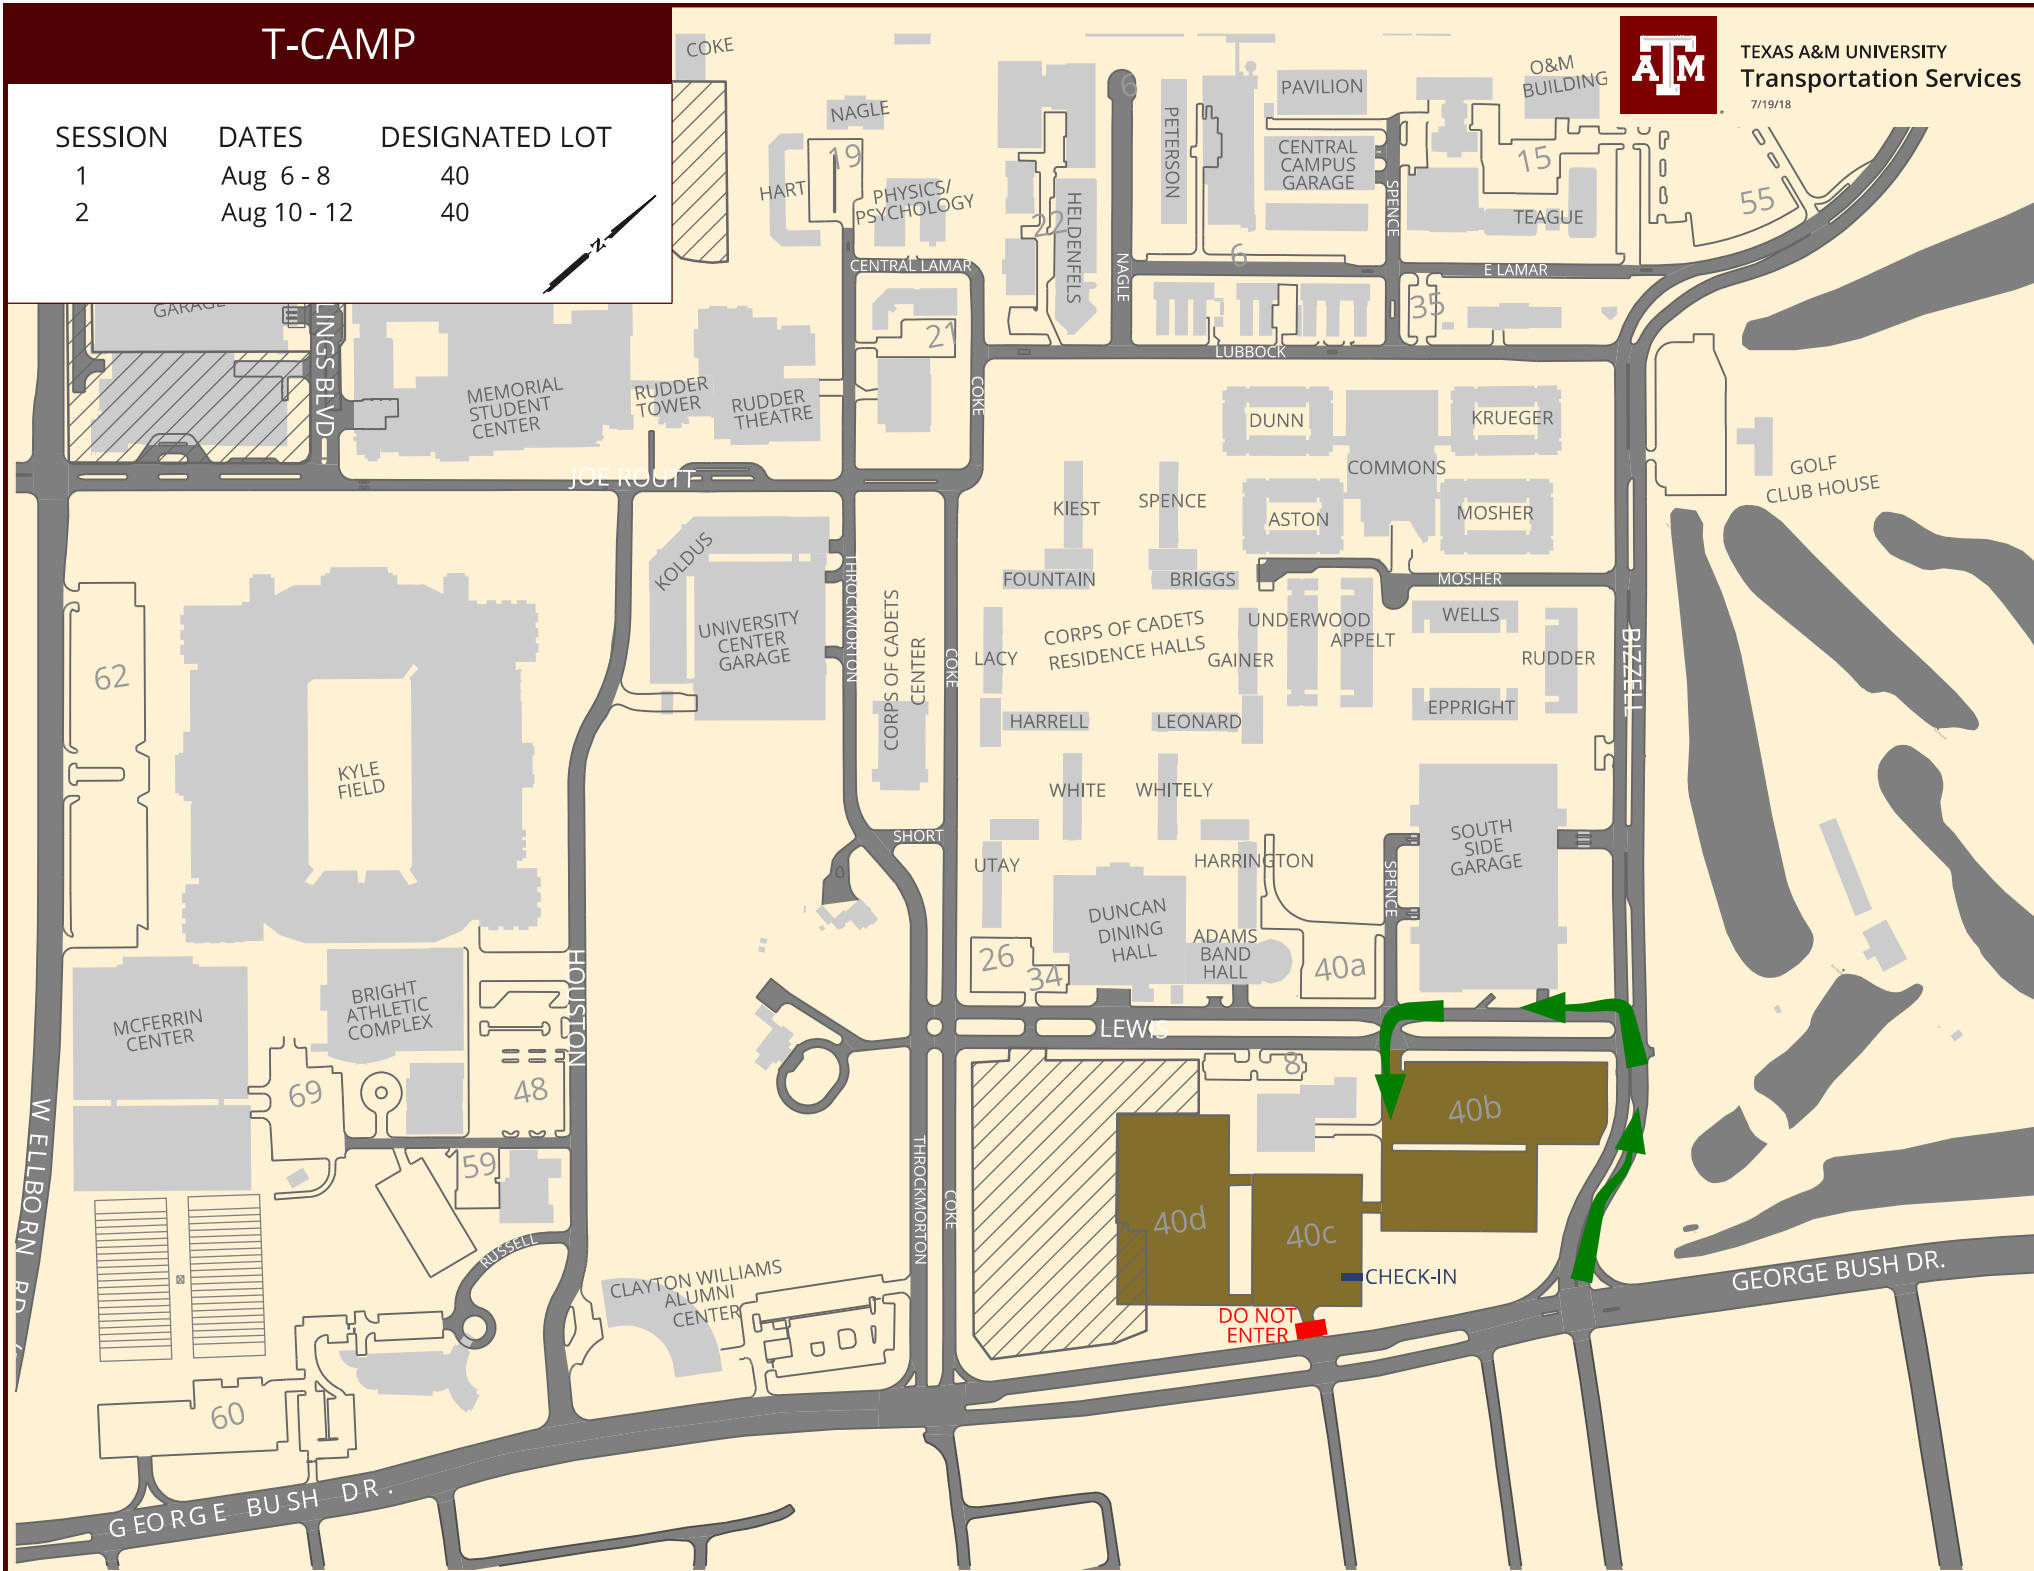 T-CAMP
SESSION DATES DESIGNATED LOT
1 Aug 6 - 8 40
2 Aug 10 - 12 40
N
TEXAS A&M UNIVERSITY
Transportation Services
7/19/18
ATM
COKE
NAGLE
19
HART
PHYSICS/
PSYCHOLOGY
CENTRAL LAMAR
21
22
HELDENFELS
6
NAGLE
PETERSON
PAVILION
CENTRAL
CAMPUS
GARAGE
SPENCE
6
O&M
BUILDING
15
TEAGUE
55
E LAMAR
35
LUBBOCK
GARAGE
LINGS BLVD
MEMORIAL
STUDENT
CENTER
RUDDER
TOWER
RUDDER
THEATRE
COKE
JOE ROUTT
DUNN
KRUEGER
COMMONS
ASTON
MOSHER
GOLF
CLUB HOUSE
KIEST
SPENCE
KOLDUS
UNIVERSITY
CENTER
GARAGE
THROCKMORTON
CORPS OF CADETS
CENTER
COKE
FOUNTAIN
BRIGGS
MOSHER
LACY
CORPS OF CADETS
RESIDENCE HALLS
GAINER
UNDERWOOD
APPELT
WELLS
RUDDER
BIZZELL
EPPRIGHT
HARRELL
LEONARD
62
KYLE
FIELD
WHITE
WHITELY
SHORT
UTAY
HARRINGTON
SPENCE
SOUTH
SIDE
GARAGE
DUNCAN
DINING
HALL
ADAMS
BAND
HALL
26
34
40a
LEWIS
8
MCFERRIN
CENTER
BRIGHT
ATHLETIC
COMPLEX
HOUSTON
69
48
59
W ELLBORN RD
RUSSELL
THROCKMORTON
COKE
40b
40c
40d
CHECK-IN
DO NOT
ENTER
CLAYTON WILLIAMS
ALUMNI
CENTER
60
GEORGE BUSH DR.
GEORGE BUSH DR.